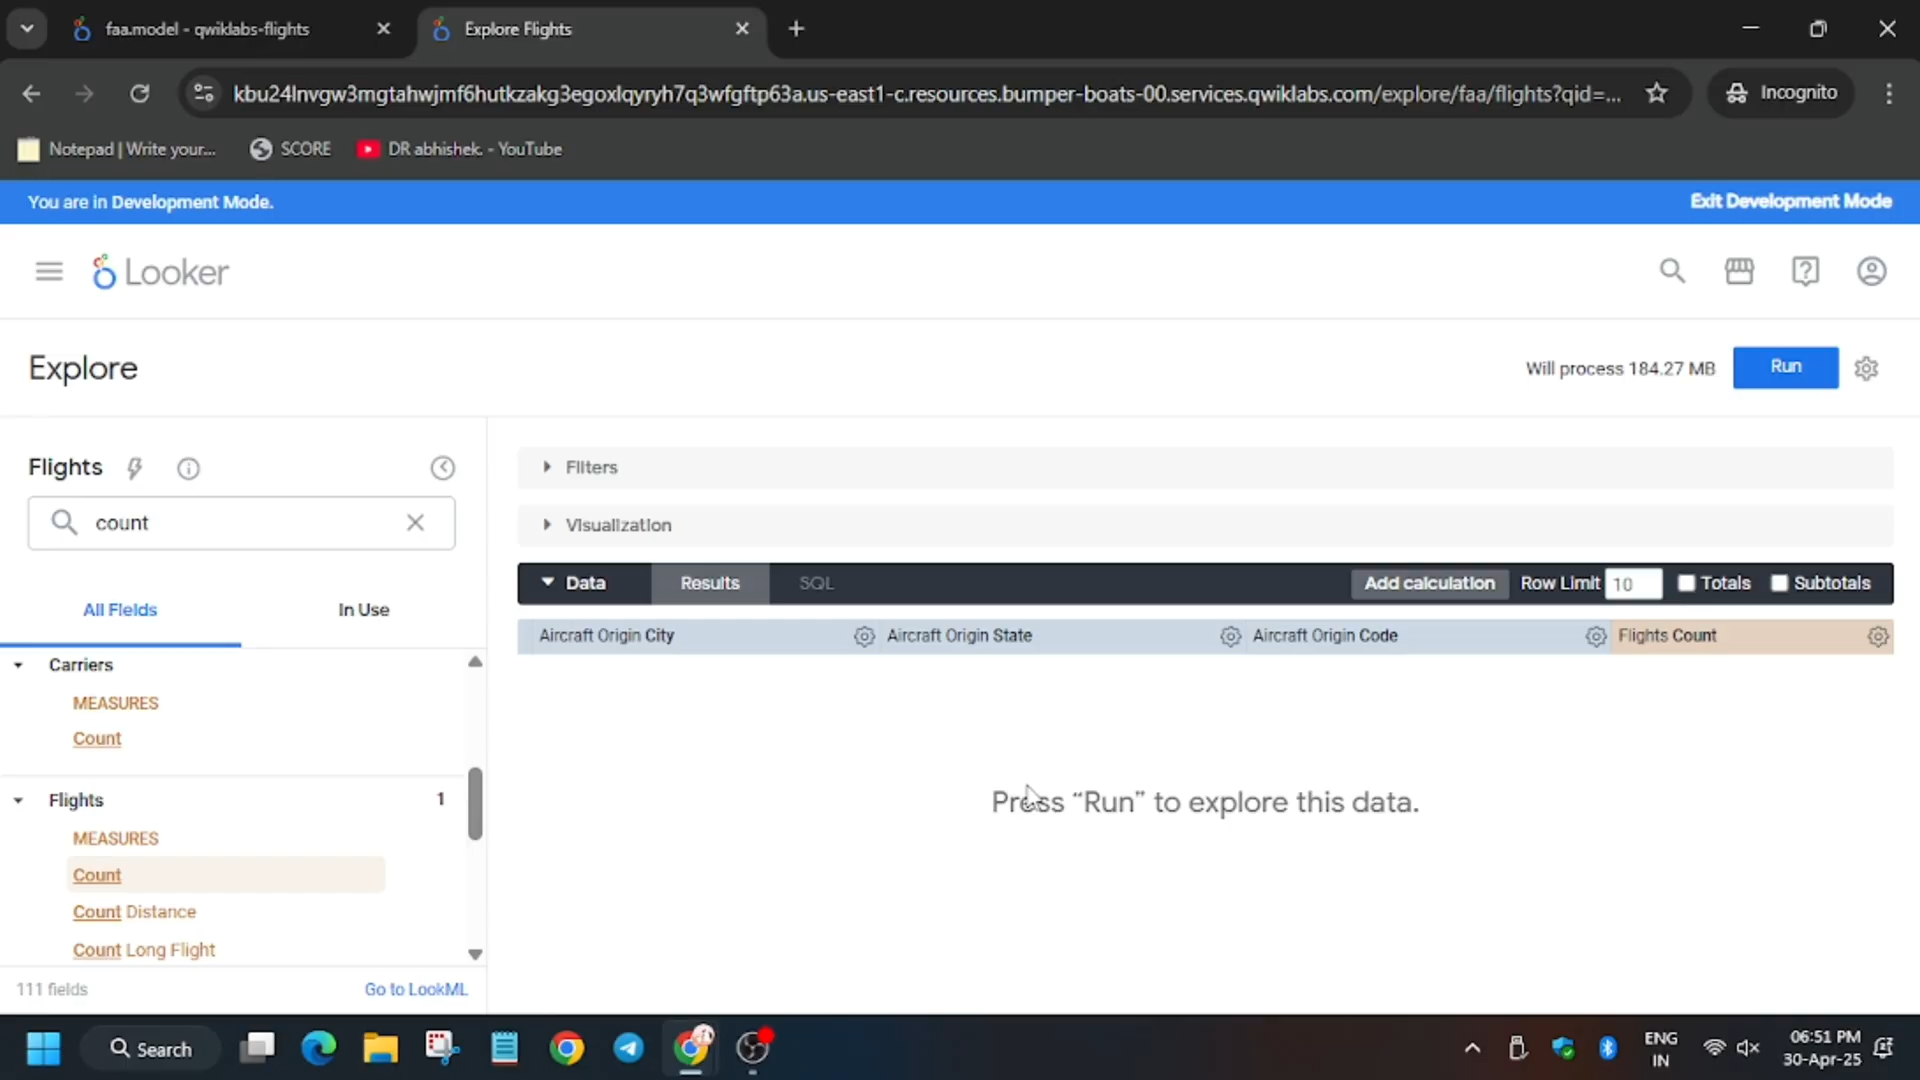 faa.model - qwiklabs-flights
Explore Flights
kbu24lnvgw3mgtahwjmf6hutkzakg3egoxlqyryh7q3wfgftp63a.us-east1-c.resources.bumper-boats-00.services.qwiklabs.com/explore/faa/flights?qid=...
Incognito
Notepad | Write your...
SCORE
DR abhishek. - YouTube
You are in Development Mode.
Exit Development Mode
Looker
Explore
Will process 184.27 MB
Run
Flights
count
All Fields
In Use
Carriers
MEASURES
Count
Flights
1
MEASURES
Count
Count Distance
Count Long Flight
111 fields
Go to LookML
Filters
Visualization
Data
Results
SQL
Add calculation
Row Limit
10
Totals
Subtotals
Aircraft Origin City
Aircraft Origin State
Aircraft Origin Code
Flights Count
Press “Run” to explore this data.
Search
ENG
IN
06:51 PM
30-Apr-25